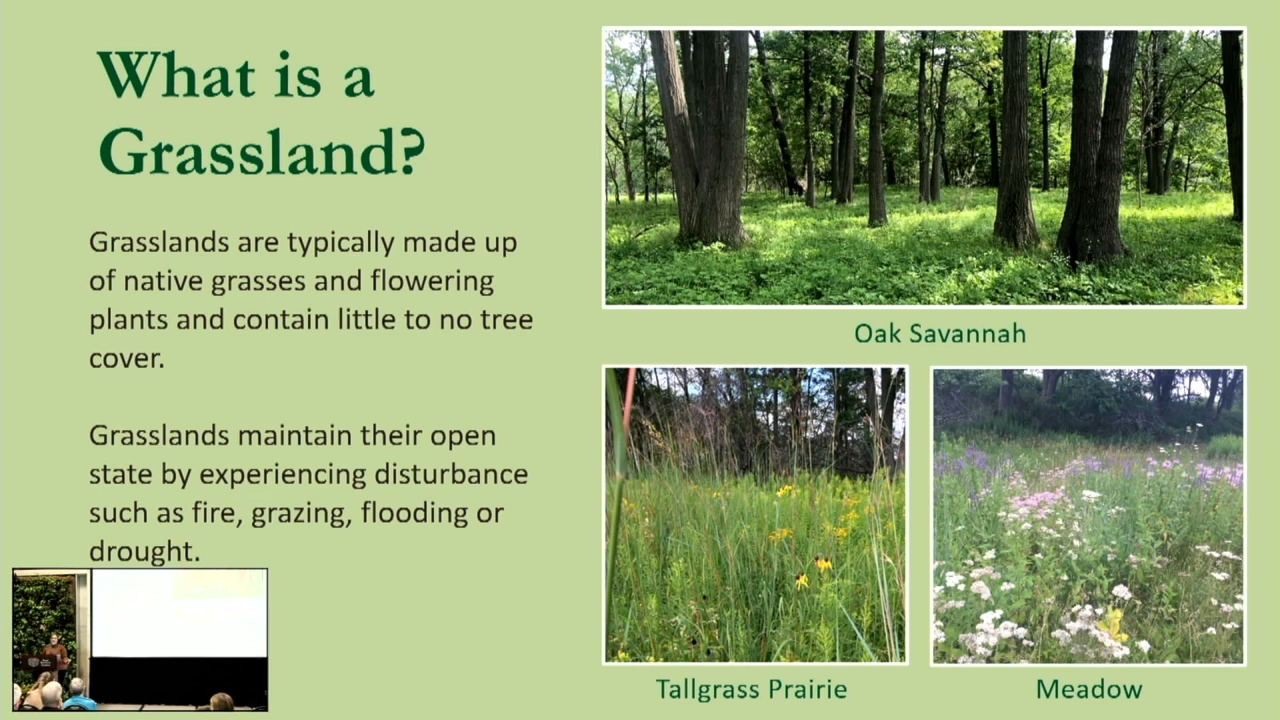 What is a
Grassland?
Grasslands are typically made up
of native grasses and flowering
plants and contain little to no tree
cover.
Grasslands maintain their open
state by experiencing disturbance
such as fire, grazing, flooding or
drought.
Oak Savannah
Tallgrass Prairie
Meadow